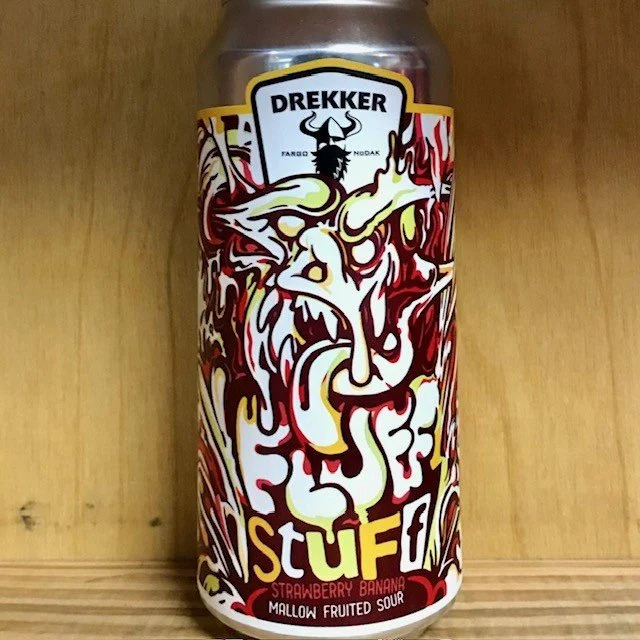 DREKKER
FARGO NoDAK
FLUFF
StuFf
STRAWBERRY BANANA
MALLOW FRUITED SOUR